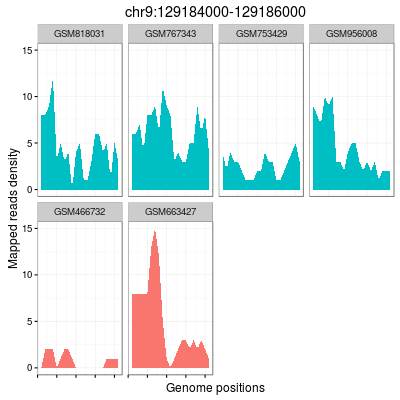 chr9:129184000-129186000
GSM818031 GSM767343 GSM753429 GSM956008
15
10
5
0
GSM466732 GSM663427
15
10
5
0
Mapped reads density
Genome positions